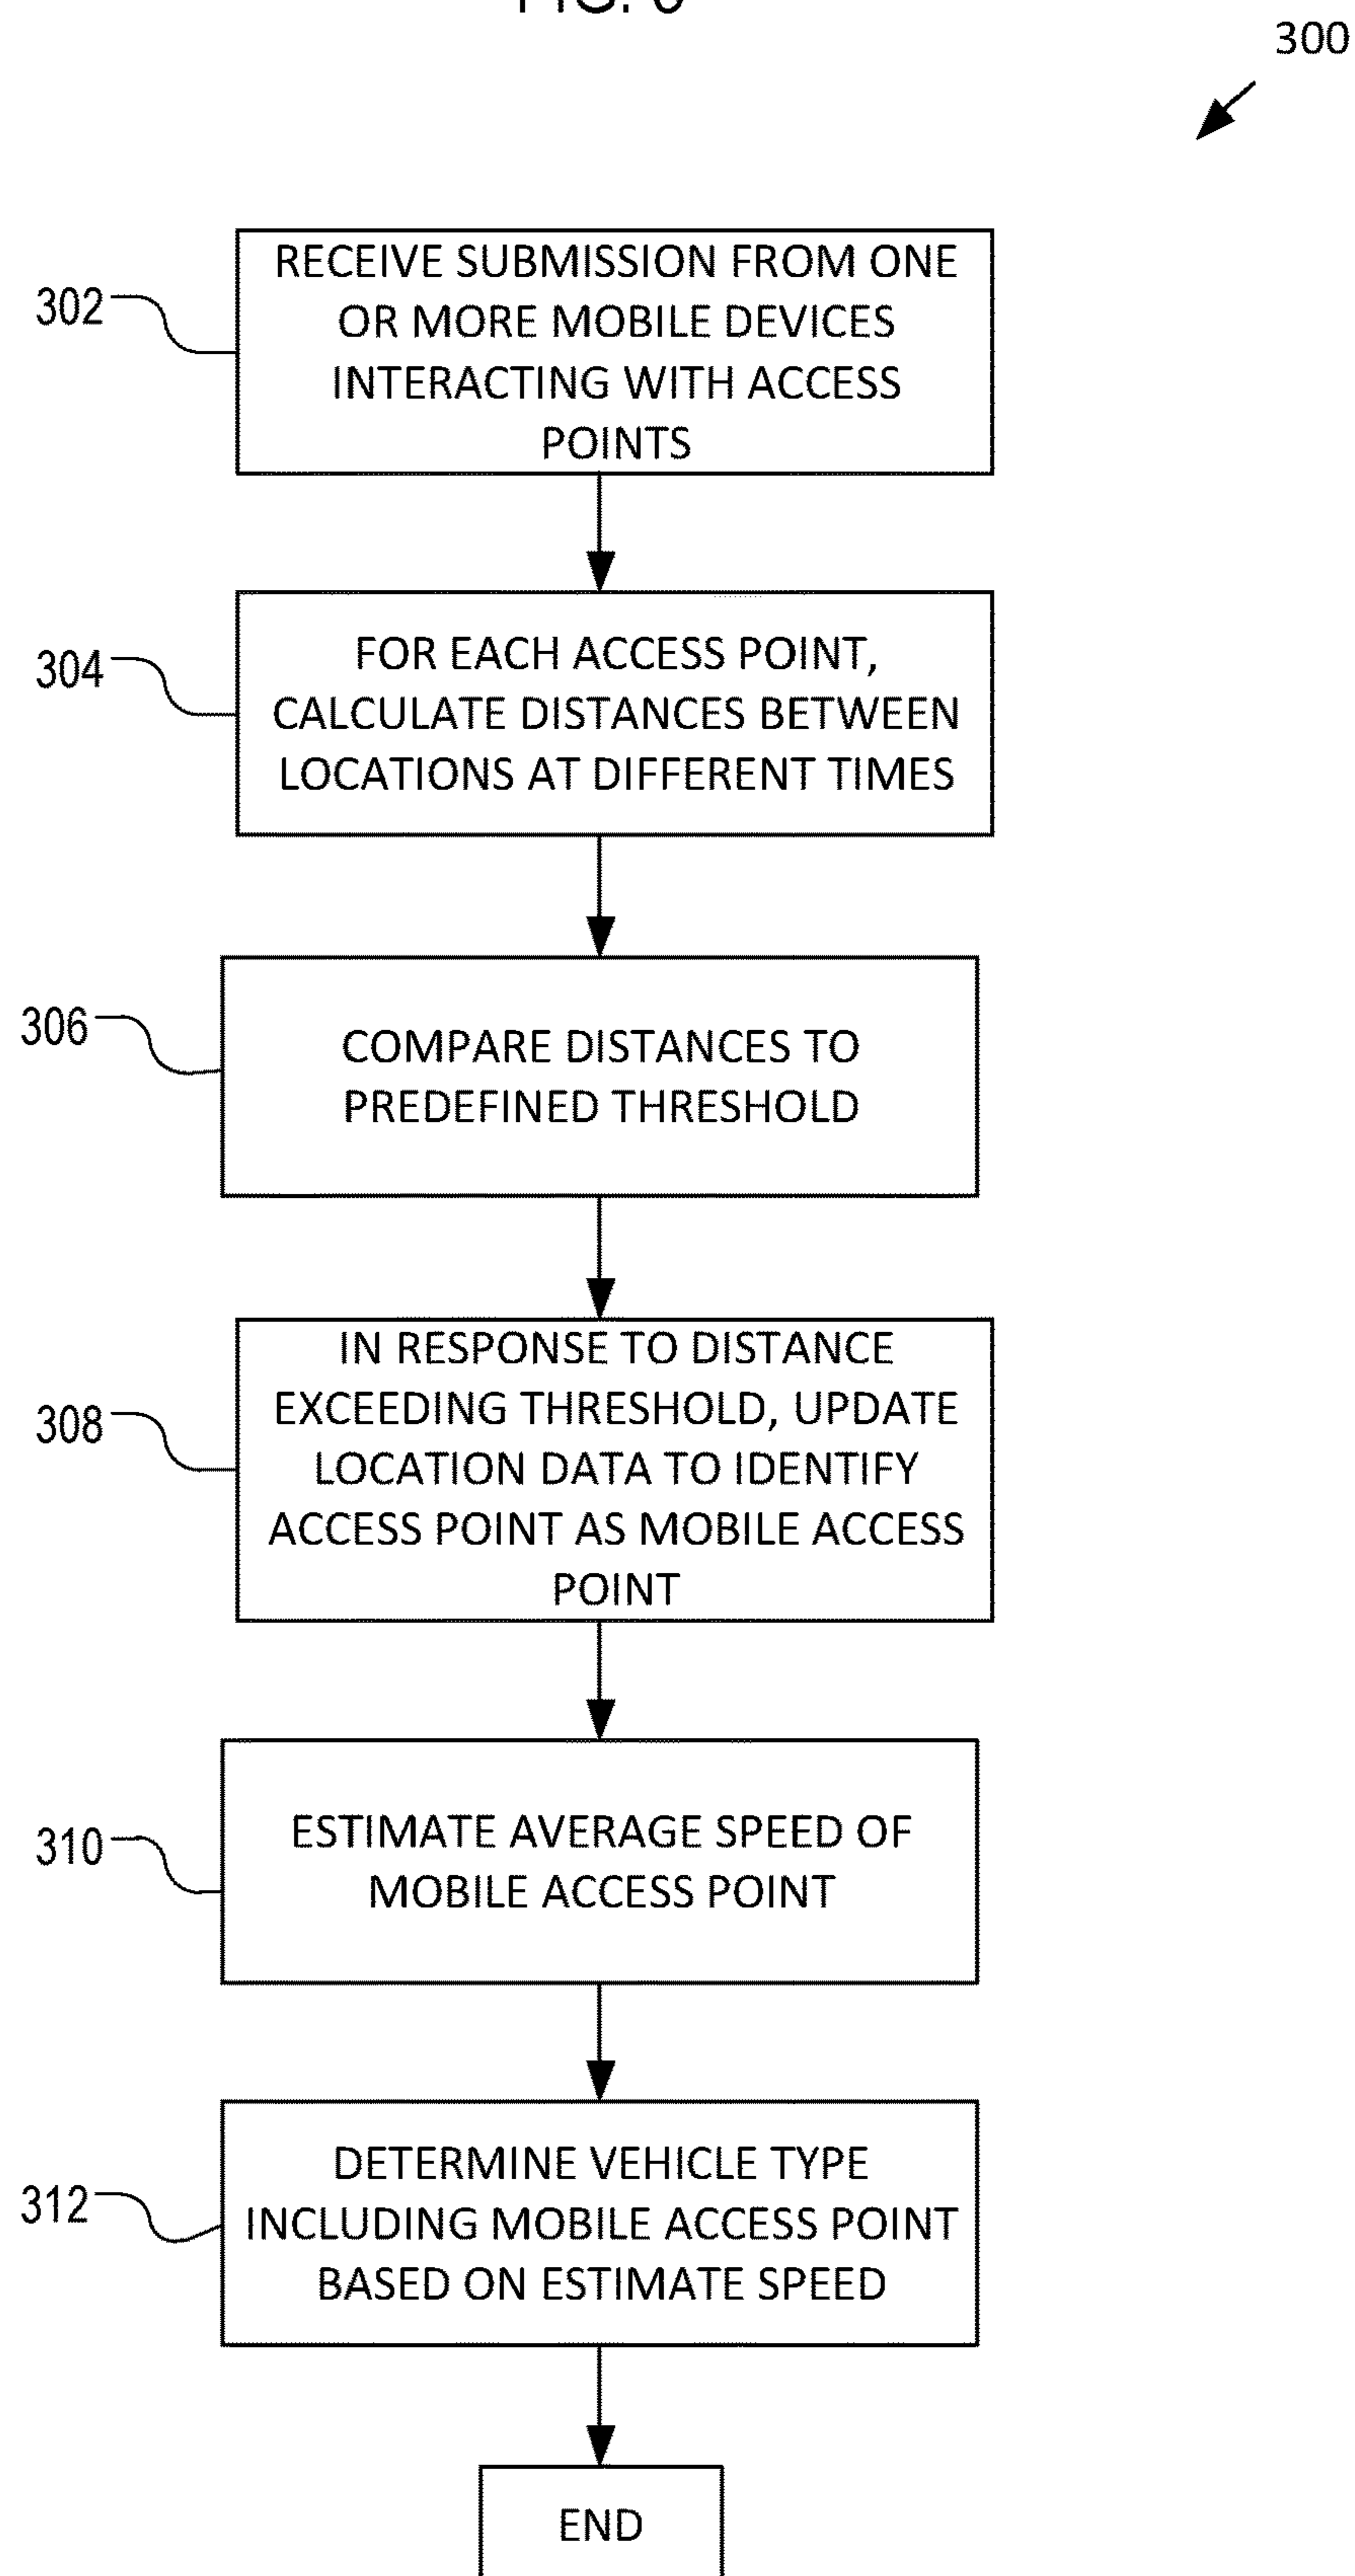 300
302
RECEIVE SUBMISSION FROM ONE
OR MORE MOBILE DEVICES
INTERACTING WITH ACCESS
POINTS
304
FOR EACH ACCESS POINT,
CALCULATE DISTANCES BETWEEN
LOCATIONS AT DIFFERENT TIMES
306
COMPARE DISTANCES TO
PREDEFINED THRESHOLD
308
IN RESPONSE TO DISTANCE
EXCEEDING THRESHOLD, UPDATE
LOCATION DATA TO IDENTIFY
ACCESS POINT AS MOBILE ACCESS
POINT
310
ESTIMATE AVERAGE SPEED OF
MOBILE ACCESS POINT
312
DETERMINE VEHICLE TYPE
INCLUDING MOBILE ACCESS POINT
BASED ON ESTIMATE SPEED
END